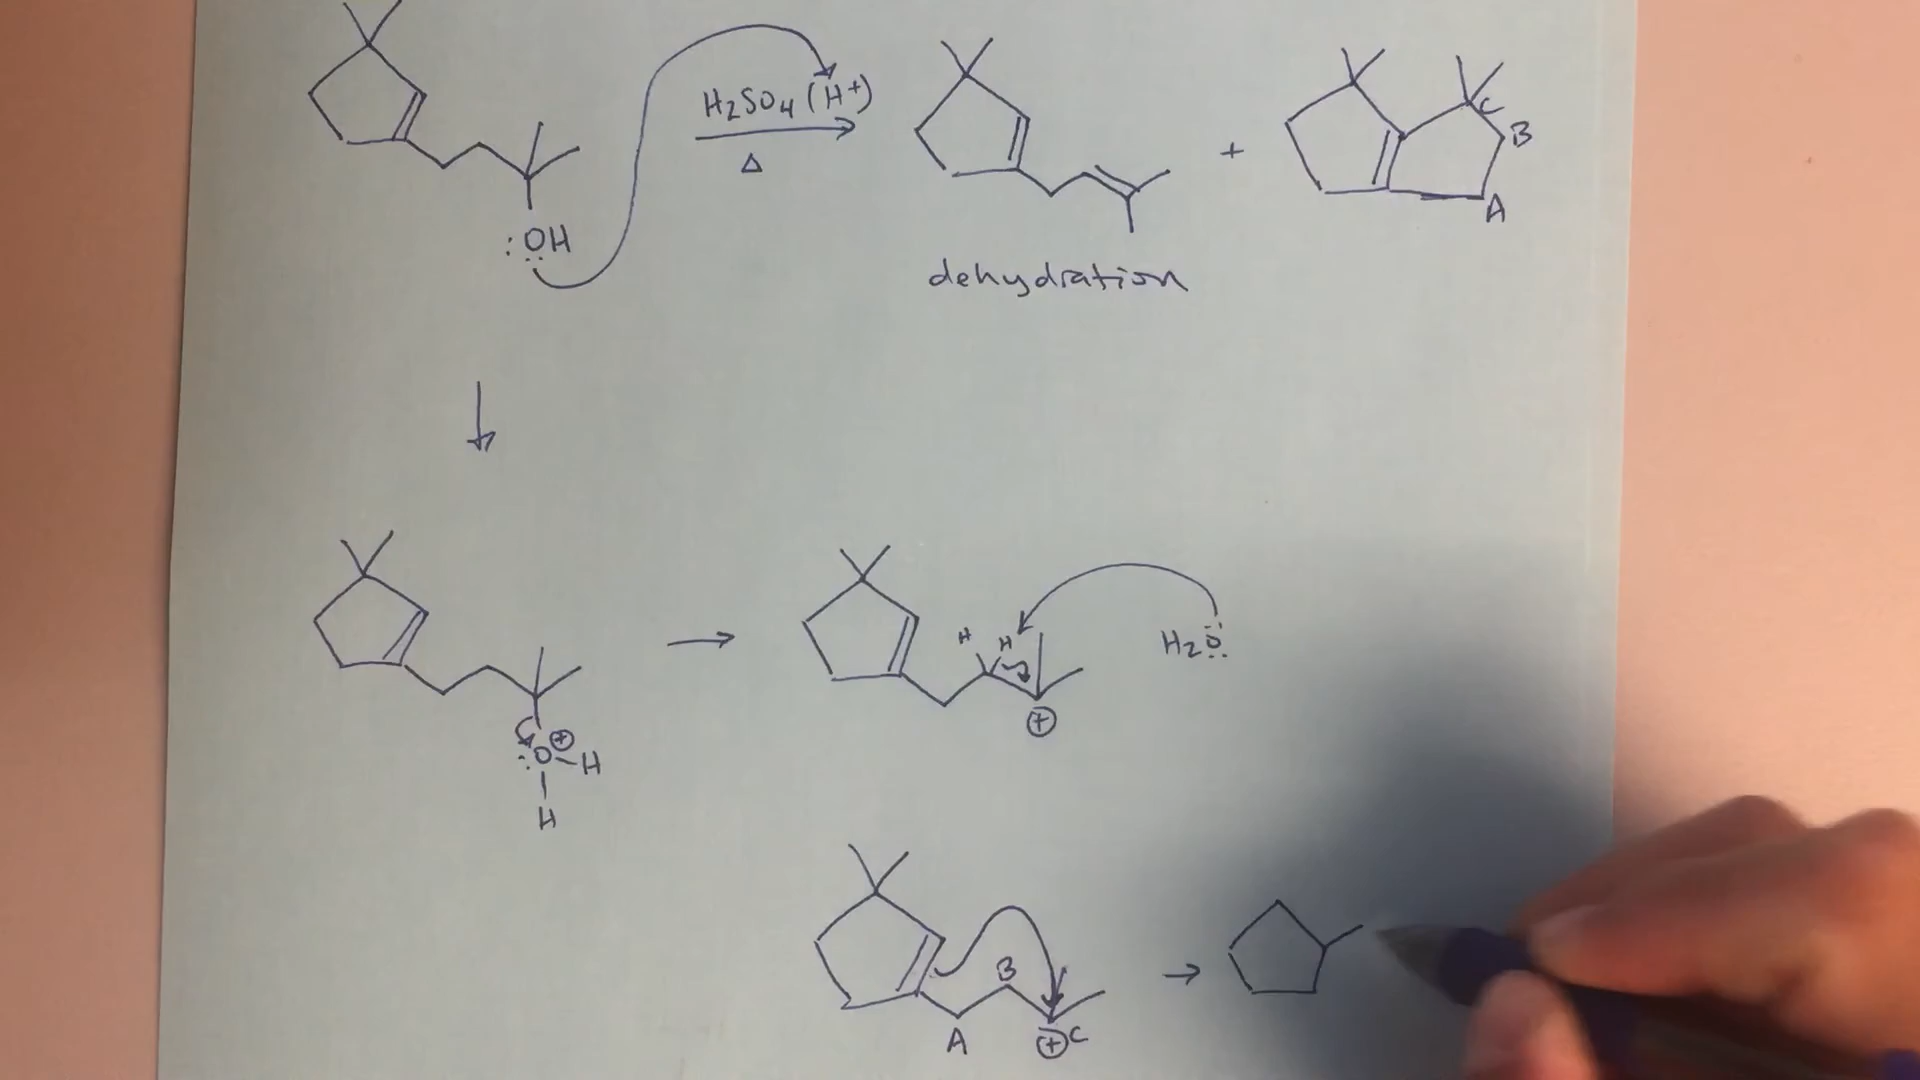 H2SO4 (H+)
Δ
+
C
B
A
:OH
dehydration
H H
H2O
+
+
O H
H
B
A + C